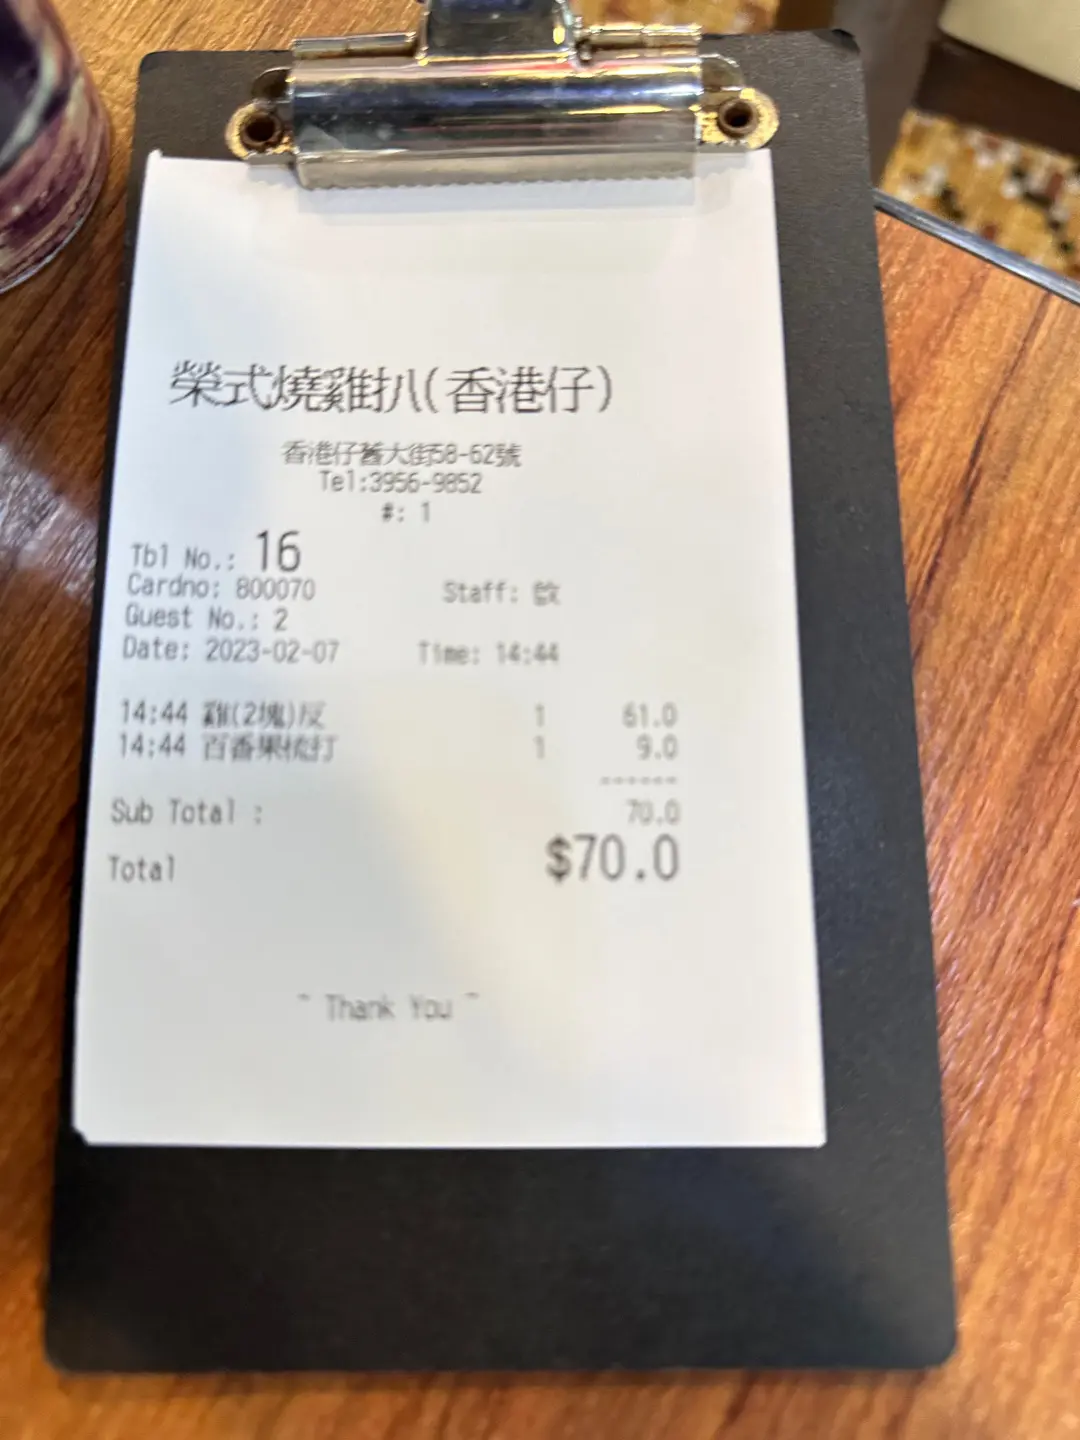 榮式燒雞扒(香港仔)
香港仔舊大街58-62號
Tel:3956-9852
#: 1
Tbl No.: 16
Cardno: 800070 Staff:
Guest No.: 2
Date: 2023-02-07 Time: 14:44
14:44 雞(2塊)反 1 61.0
14:44 百香果梳打 1 9.0
------
Sub Total : 70.0
Total $70.0
~ Thank You ~